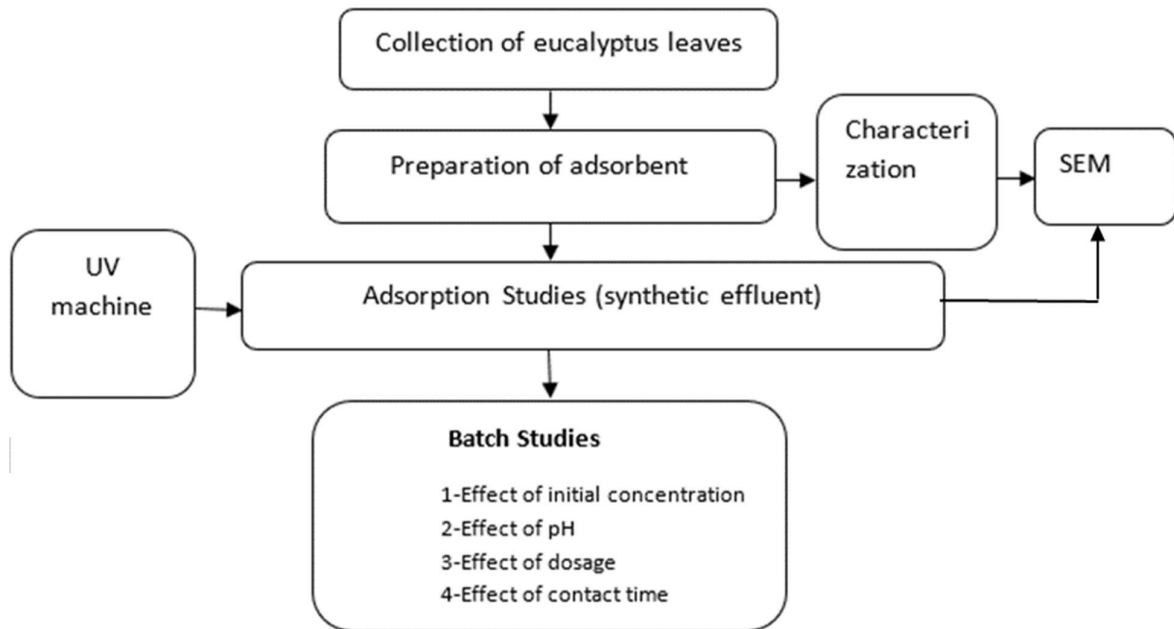 Collection of eucalyptus leaves
Preparation of adsorbent
Characteri
zation
SEM
UV
machine
Adsorption Studies (synthetic effluent)
Batch Studies
1-Effect of initial concentration
2-Effect of pH
3-Effect of dosage
4-Effect of contact time